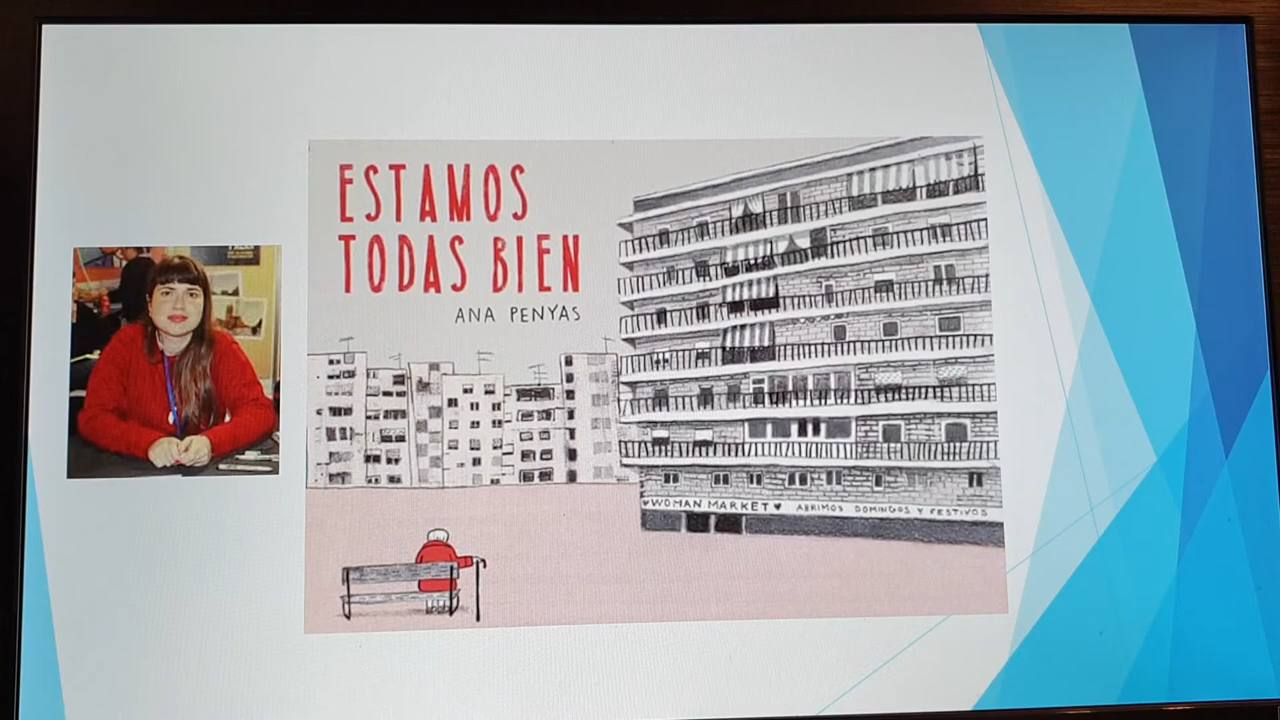 ESTAMOS
TODAS BIEN
ANA PENYAS
♥WOMAN MARKET♥ ABRIMOS DOMINGOS Y FESTIVOS